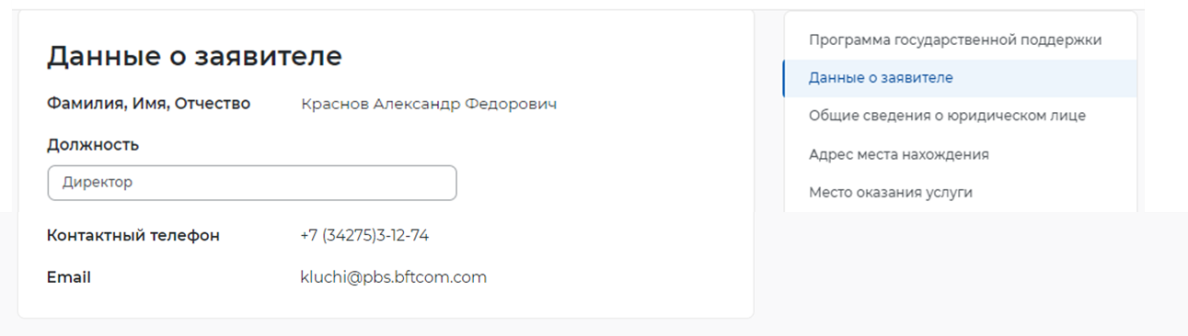 Данные о заявителе
Фамилия, Имя, Отчество Краснов Александр Федорович
Должность
Директор
Контактный телефон +7 (34275)3-12-74
Email kluchi@pbs.bftcom.com
Программа государственной поддержки
Данные о заявителе
Общие сведения о юридическом лице
Адрес места нахождения
Место оказания услуги